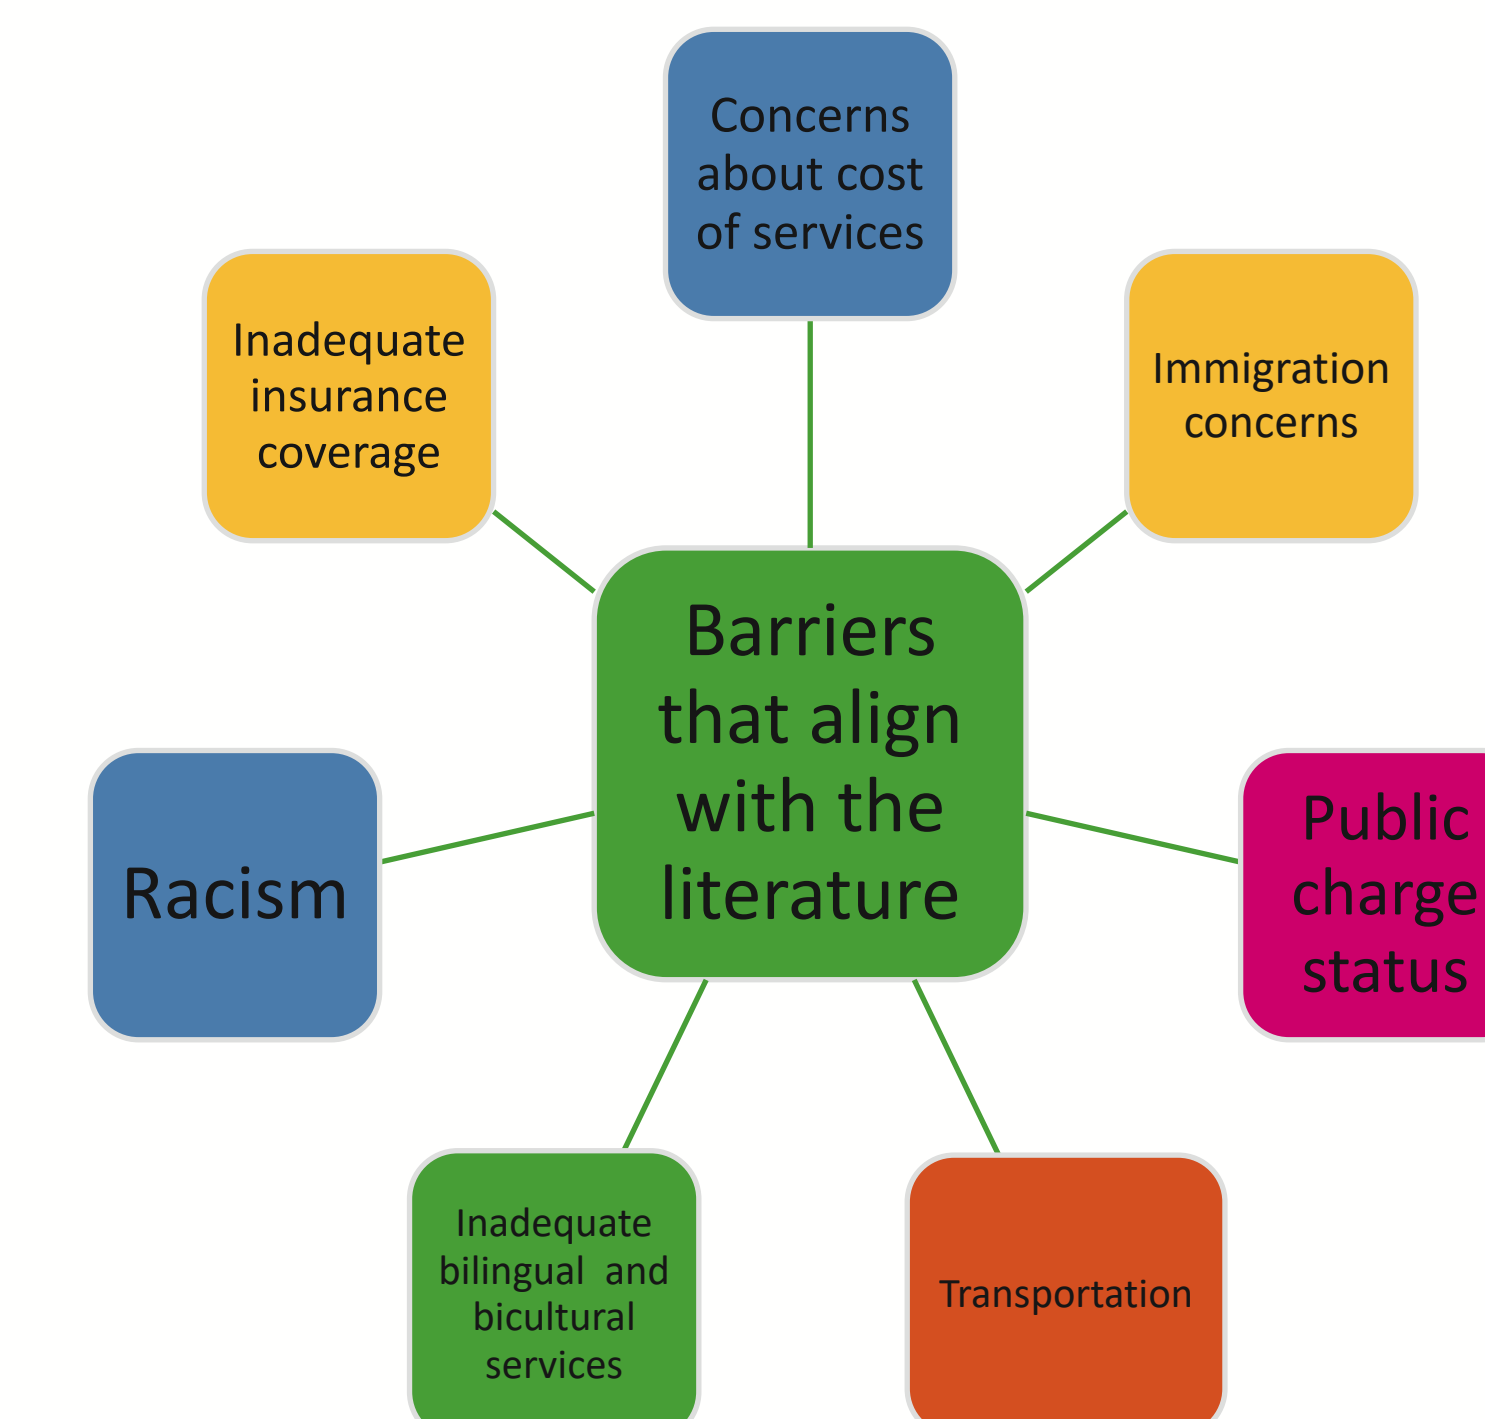 Concerns
about cost
of services
Immigration
concerns
Public
charge
status
Transportation
Inadequate
bilingual  and
bicultural
services
Racism
Inadequate
insurance
coverage
Barriers
that align
with the
literature